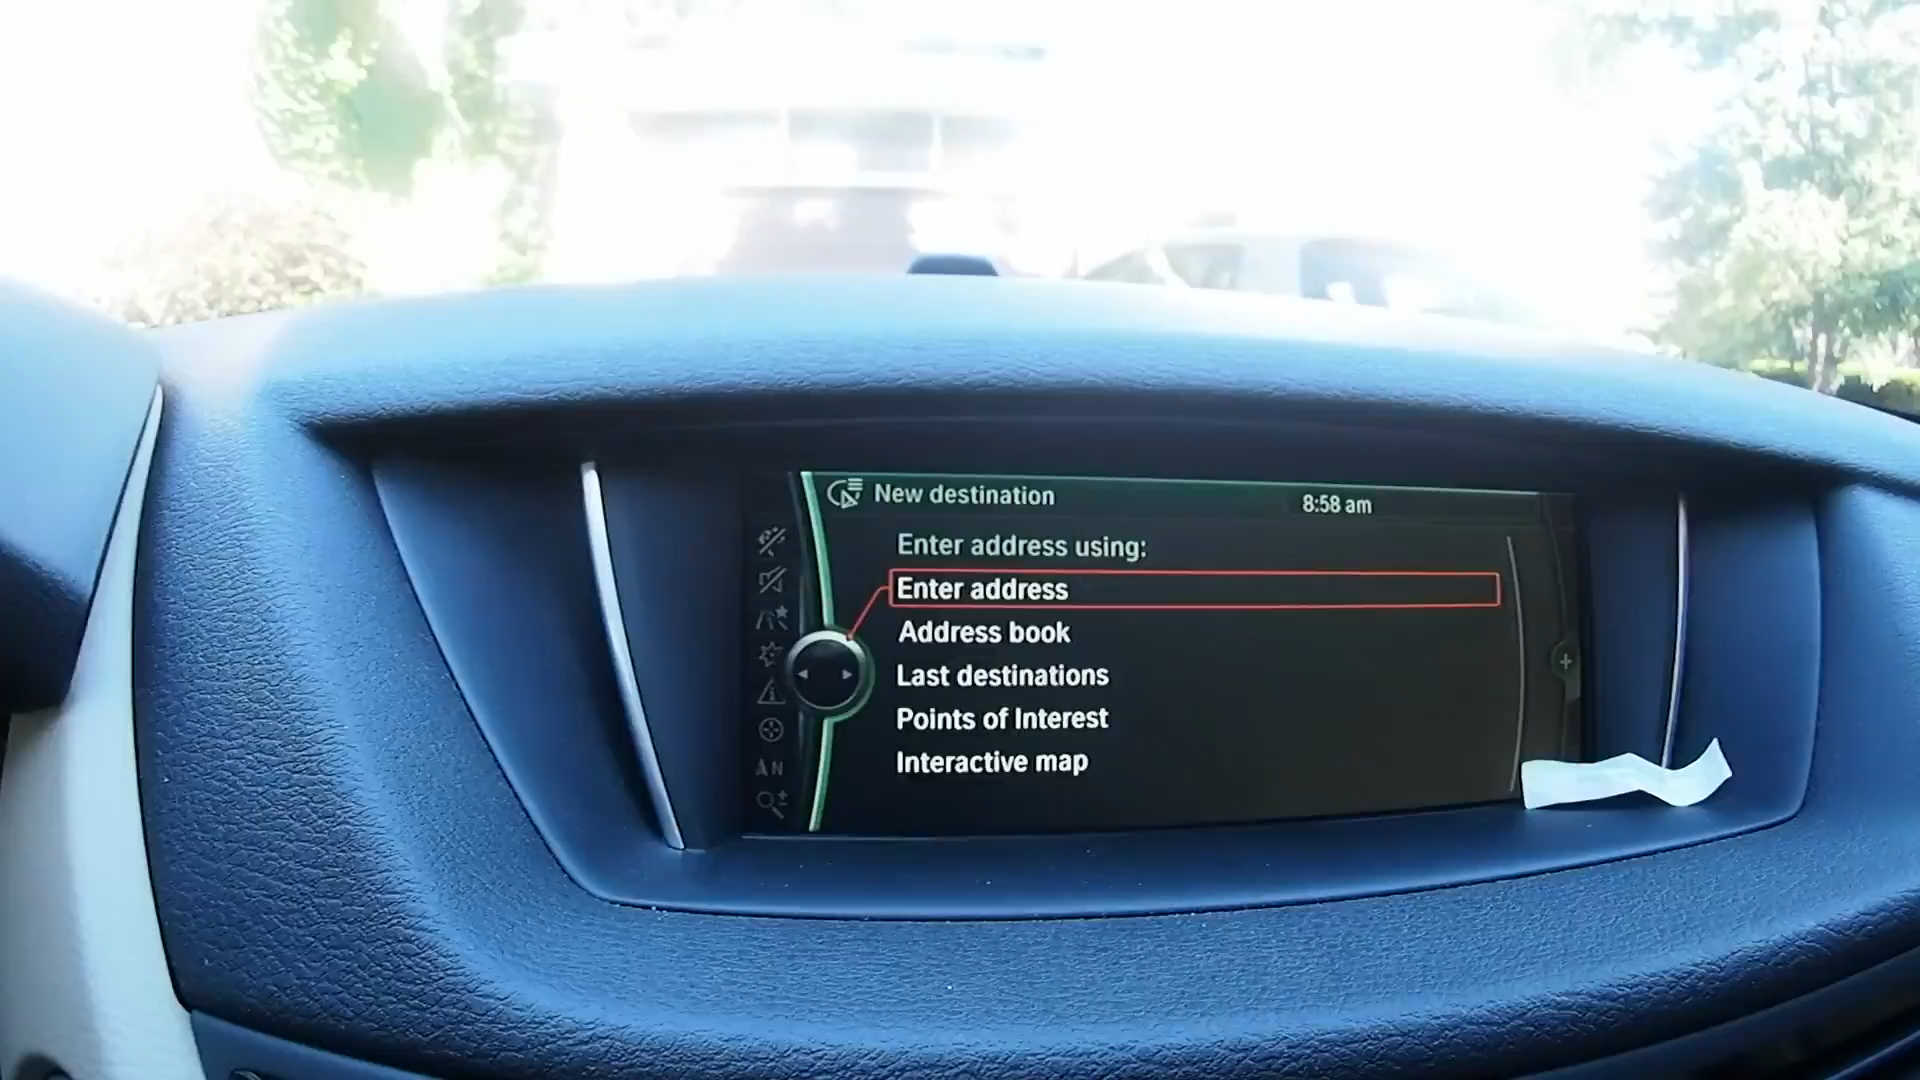 New destination
8:58 am
Enter address using:
Enter address
Address book
Last destinations
Points of Interest
Interactive map
AN